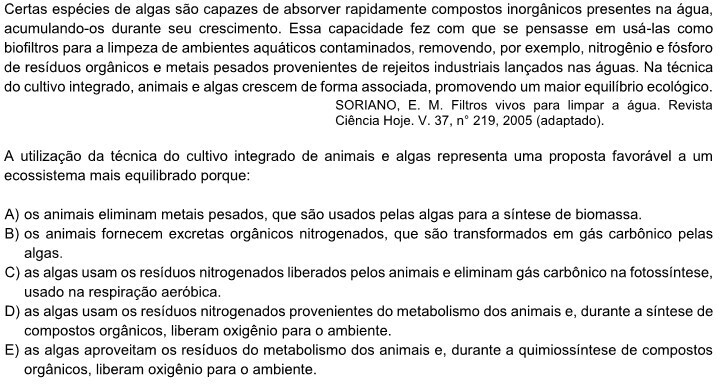 Certas espécies de algas são capazes de absorver rapidamente compostos inorgânicos presentes na água,
acumulando-os durante seu crescimento. Essa capacidade fez com que se pensasse em usá-las como
biofiltros para a limpeza de ambientes aquáticos contaminados, removendo, por exemplo, nitrogênio e fósforo
de resíduos orgânicos e metais pesados provenientes de rejeitos industriais lançados nas águas. Na técnica
do cultivo integrado, animais e algas crescem de forma associada, promovendo um maior equilíbrio ecológico.
SORIANO, E. M. Filtros vivos para limpar a água. Revista
Ciência Hoje. V. 37, n° 219, 2005 (adaptado).
A utilização da técnica do cultivo integrado de animais e algas representa uma proposta favorável a um
ecossistema mais equilibrado porque:
A) os animais eliminam metais pesados, que são usados pelas algas para a síntese de biomassa.
B) os animais fornecem excretas orgânicos nitrogenados, que são transformados em gás carbônico pelas
algas.
C) as algas usam os resíduos nitrogenados liberados pelos animais e eliminam gás carbônico na fotossíntese,
usado na respiração aeróbica.
D) as algas usam os resíduos nitrogenados provenientes do metabolismo dos animais e, durante a síntese de
compostos orgânicos, liberam oxigênio para o ambiente.
E) as algas aproveitam os resíduos do metabolismo dos animais e, durante a quimiossíntese de compostos
orgânicos, liberam oxigênio para o ambiente.